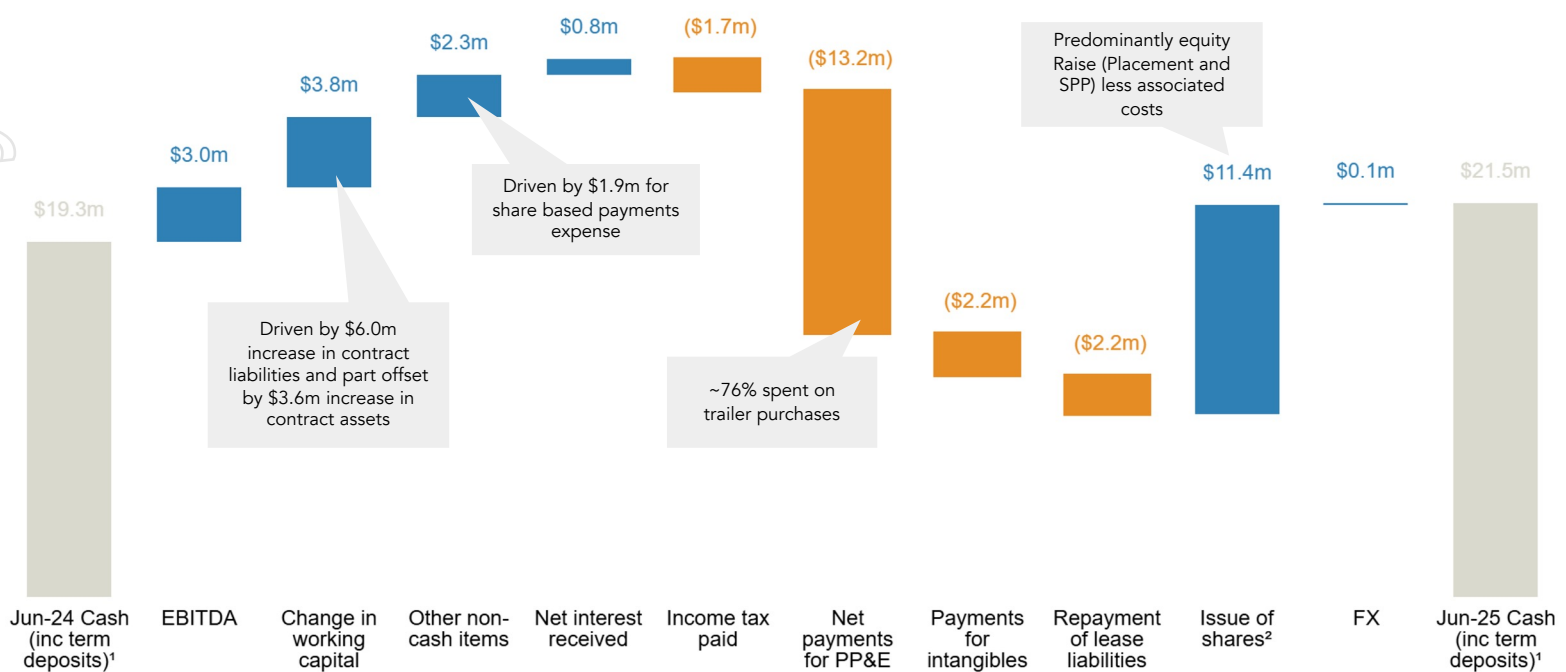 $19.3m
$3.0m
$3.8m
$2.3m
$0.8m
($1.7m)
($13.2m)
($2.2m)
($2.2m)
$11.4m
$0.1m
$21.5m
Driven by $6.0m
increase in contract
liabilities and part offset
by $3.6m increase in
contract assets
Driven by $1.9m for
share based payments
expense
~76% spent on
trailer purchases
Predominantly equity
Raise (Placement and
SPP) less associated
costs
Jun-24 Cash
(inc term
deposits)¹
EBITDA
Change in
working
capital
Other non-
cash items
Net interest
received
Income tax
paid
Net
payments
for PP&E
Payments
for
intangibles
Repayment
of lease
liabilities
Issue of
shares²
FX
Jun-25 Cash
(inc term
deposits)¹